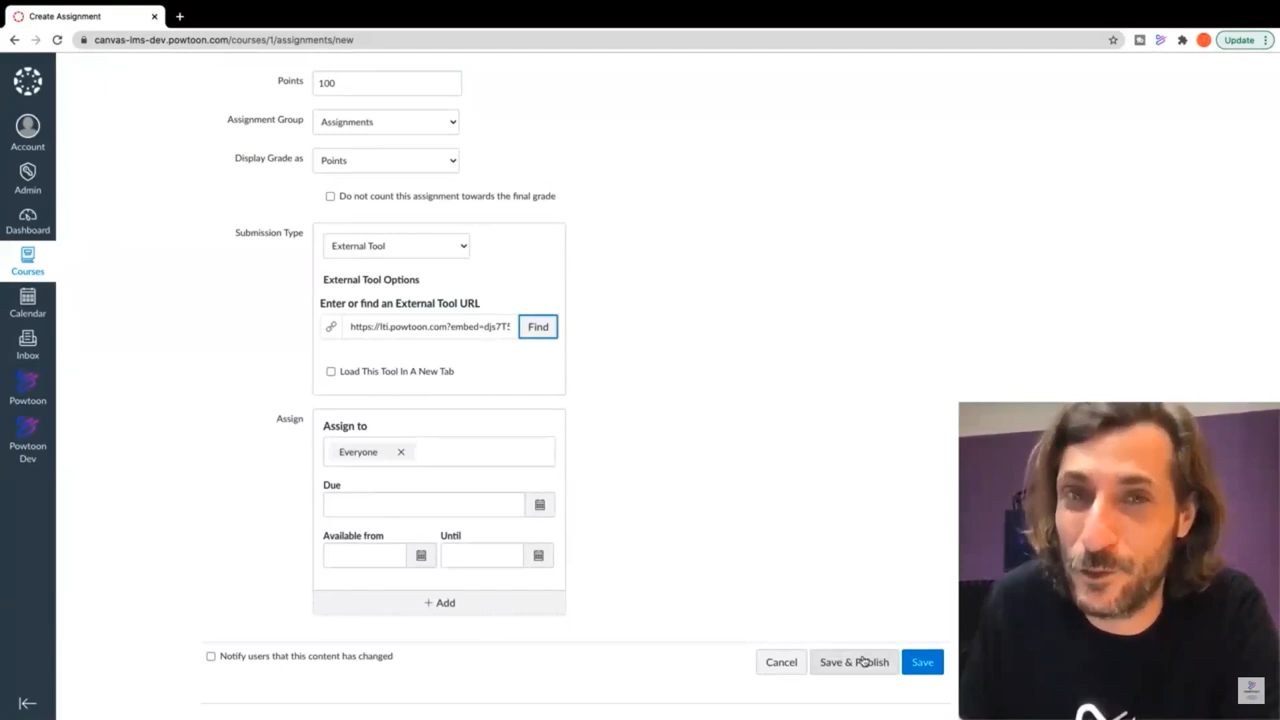 Create Assignment
canvas-lms-dev.powtoon.com/courses/1/assignments/new
Update
Account
Admin
Dashboard
Courses
Calendar
Inbox
Powtoon
Powtoon
Dev
Points
100
Assignment Group
Assignments
Display Grade as
Points
Do not count this assignment towards the final grade
Submission Type
External Tool
External Tool Options
Enter or find an External Tool URL
https://lti.powtoon.com?embed=djs7T5
Find
Load This Tool In A New Tab
Assign
Assign to
Everyone
Due
Available from
Until
+ Add
Notify users that this content has changed
Cancel
Save & Publish
Save